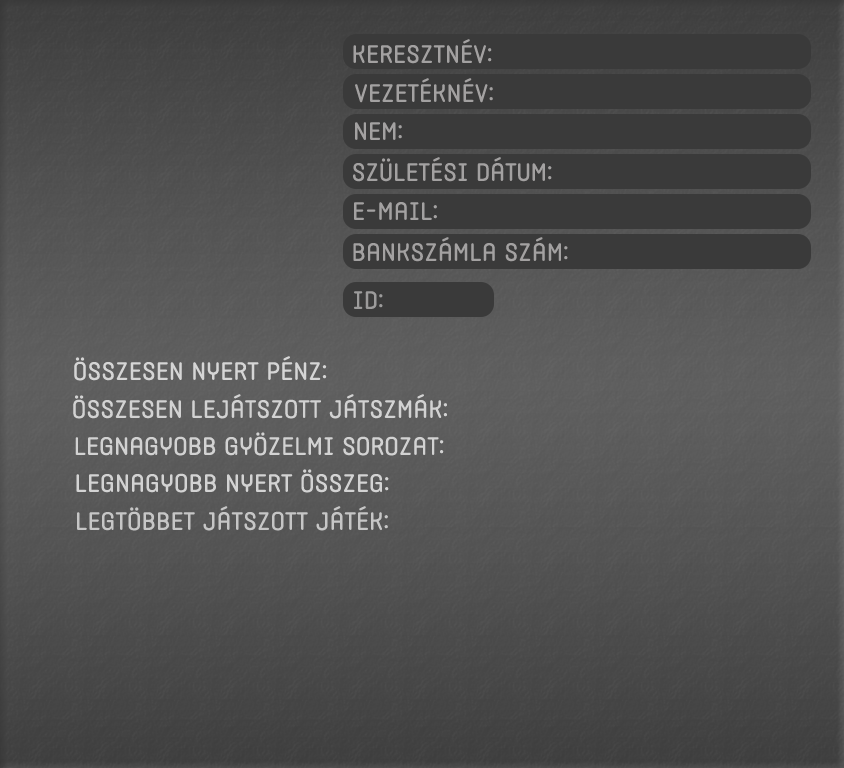 KERESZTNÉV:
VEZETÉKNÉV:
NEM:
SZÜLETÉSI DÁTUM:
E-MAIL:
BANKSZÁMLA SZÁM:
ID:
ÖSSZESEN NYERT PÉNZ:
ÖSSZESEN LEJÁTSZOTT JÁTSZMÁK:
LEGNAGYOBB GYÖZELMI SOROZAT:
LEGNAGYOBB NYERT ÖSSZEG:
LEGTÖBBET JÁTSZOTT JÁTÉK: